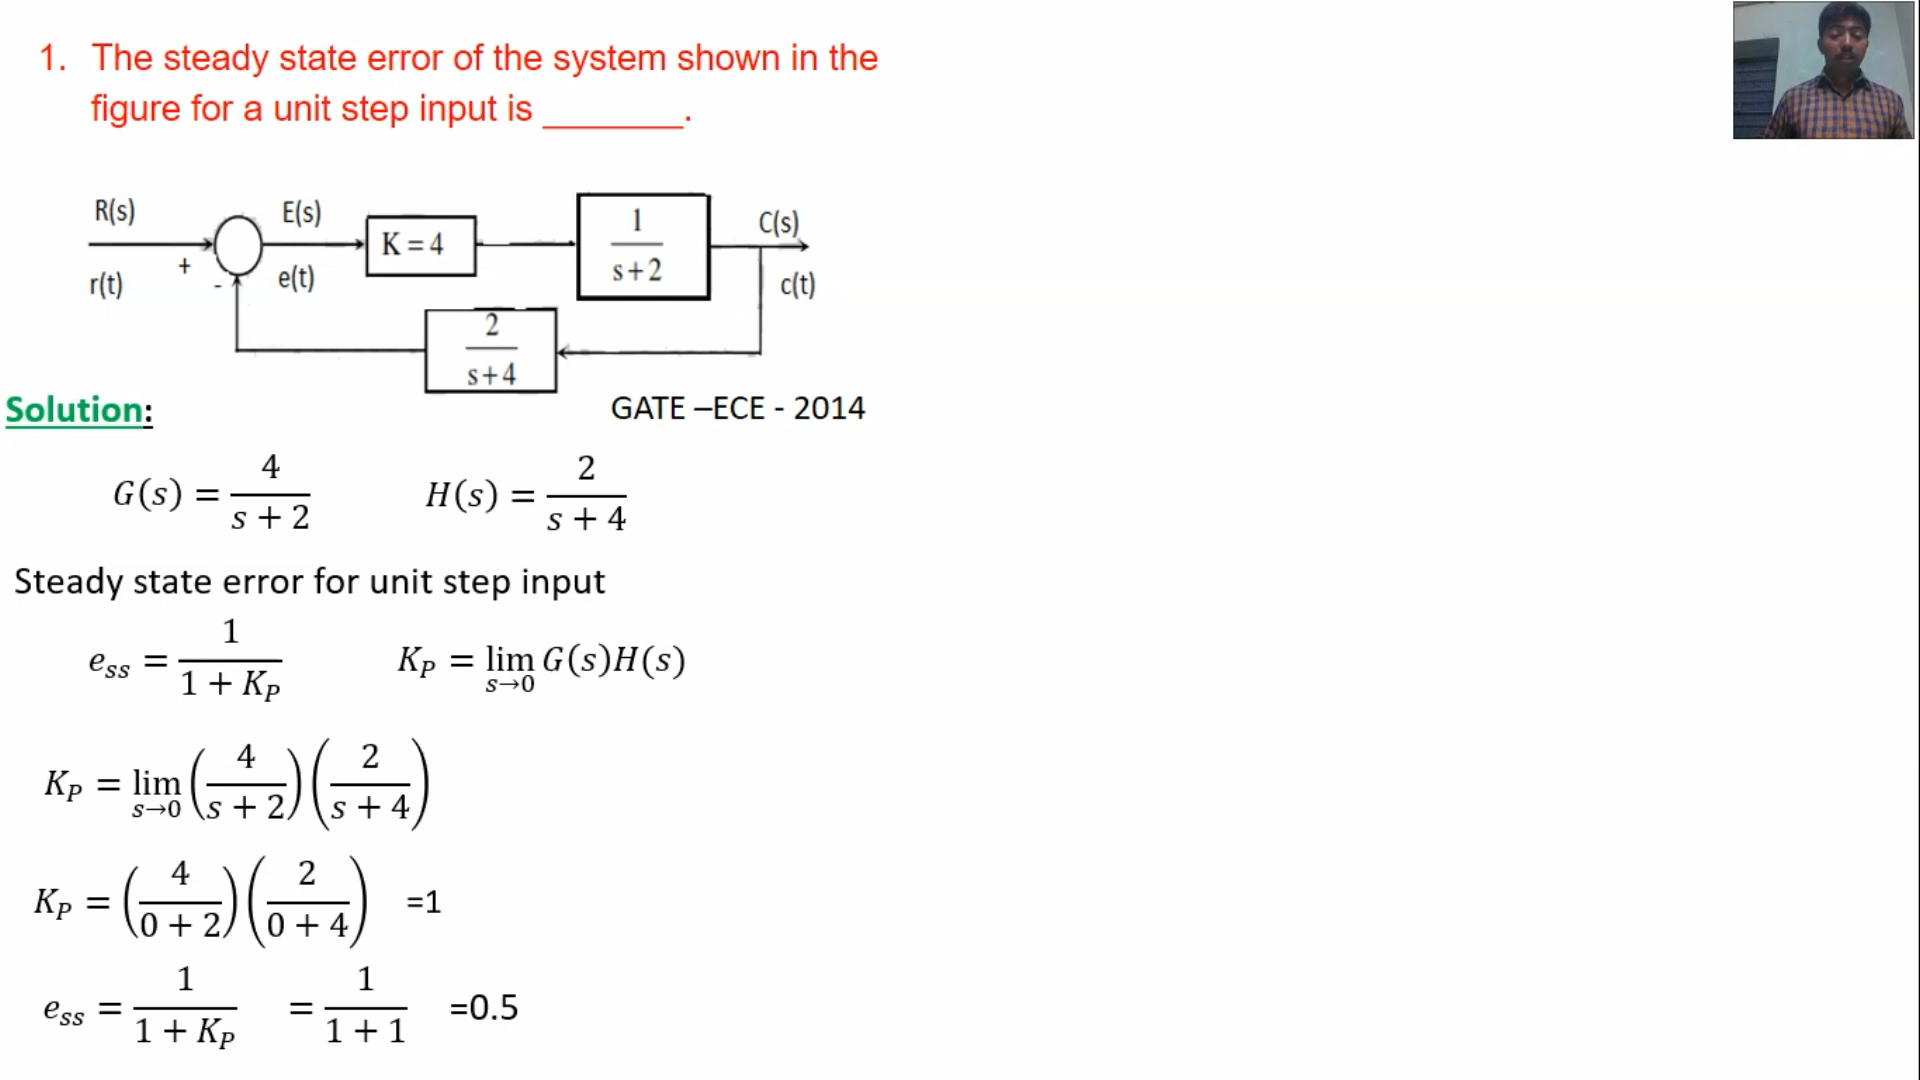 1. The steady state error of the system shown in the
figure for a unit step input is ________.
R(s) E(s) C(s)
r(t) + - e(t) K = 4 1/(s+2) c(t)
2/(s+4)
Solution: GATE –ECE - 2014
G(s) = 4/(s + 2) H(s) = 2/(s + 4)
Steady state error for unit step input
e_ss = 1/(1 + K_P) K_P = lim_{s→0} G(s)H(s)
K_P = lim_{s→0} (4/(s + 2)) (2/(s + 4))
K_P = (4/(0 + 2)) (2/(0 + 4)) =1
e_ss = 1/(1 + K_P) = 1/(1 + 1) =0.5